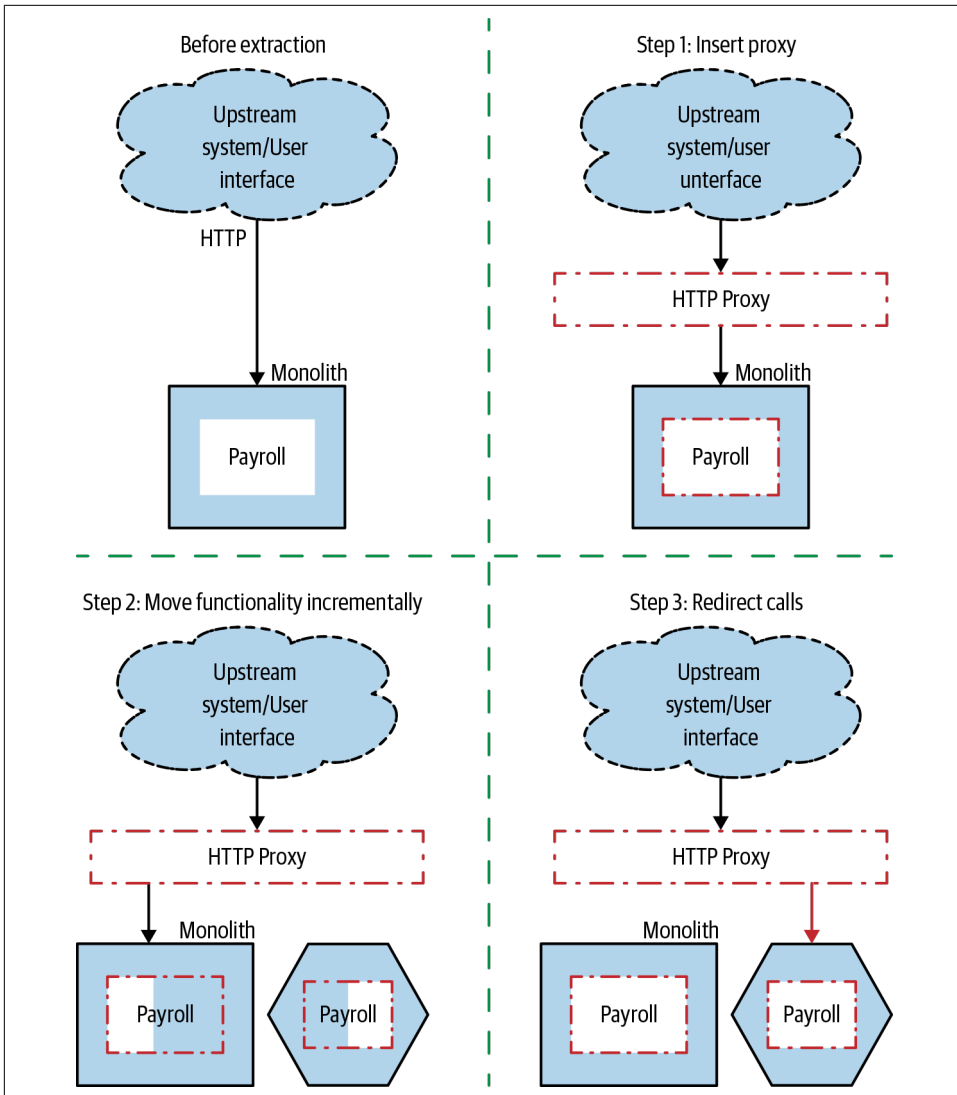 Before extraction
Upstream
system/User
interface
HTTP
Monolith
Payroll
Step 1: Insert proxy
Upstream
system/user
unterface
HTTP Proxy
Monolith
Payroll
Step 2: Move functionality incrementally
Upstream
system/User
interface
HTTP Proxy
Monolith
Payroll
Payroll
Step 3: Redirect calls
Upstream
system/User
interface
HTTP Proxy
Monolith
Payroll
Payroll